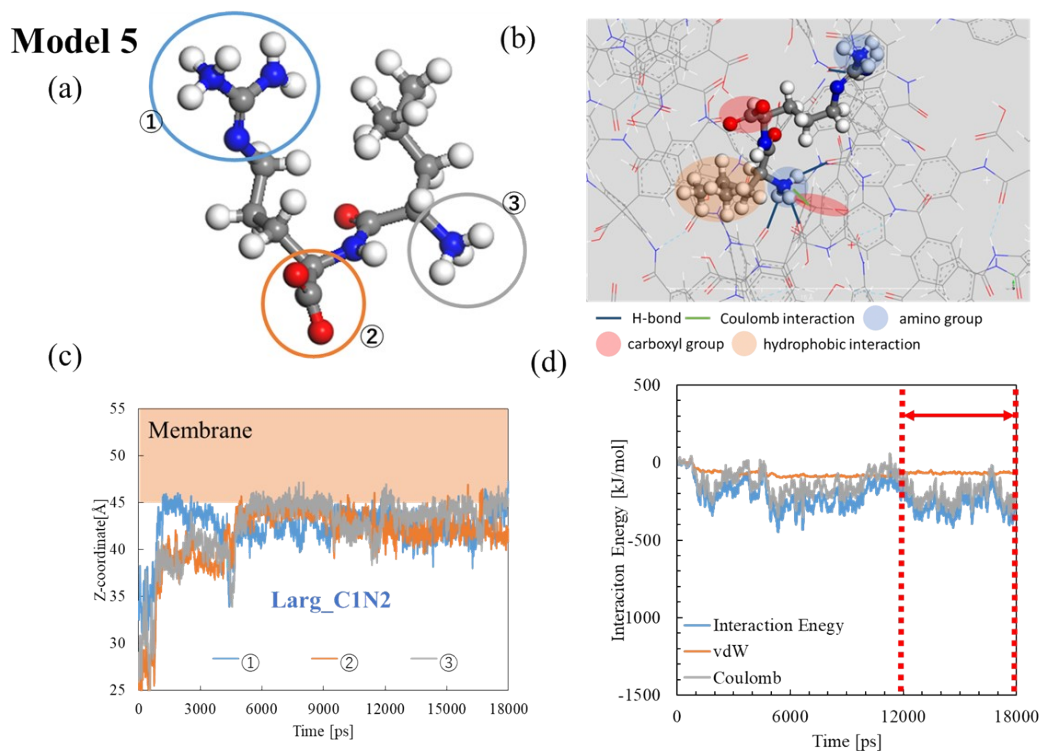 Model 5
(a)
①
②
③
(b)
H-bond
Coulomb interaction
amino group
carboxyl group
hydrophobic interaction
(c)
Membrane
Larg_C1N2
①
②
③
Z-coordinate[Å]
55
50
45
40
35
30
25
0
3000
6000
9000
12000
15000
18000
Time [ps]
(d)
Interaciton Energy [kJ/mol]
500
0
-500
-1000
-1500
Interaction Enegy
vdW
Coulomb
0
6000
12000
18000
Time [ps]